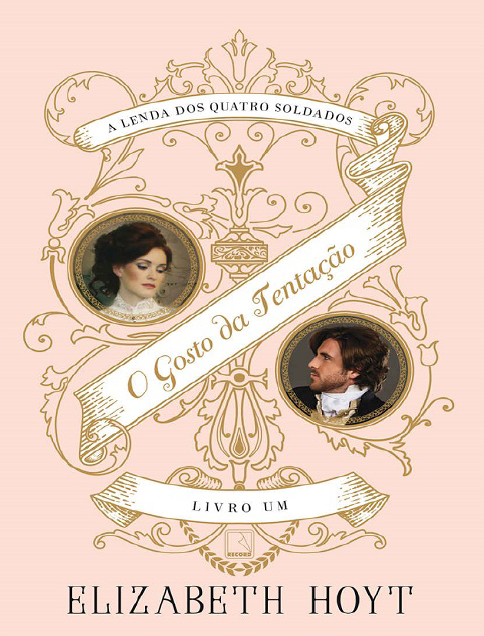 A LENDA DOS QUATRO SOLDADOS
O Gosto da Tentação
LIVRO UM
RECORD
ELIZABETH HOYT